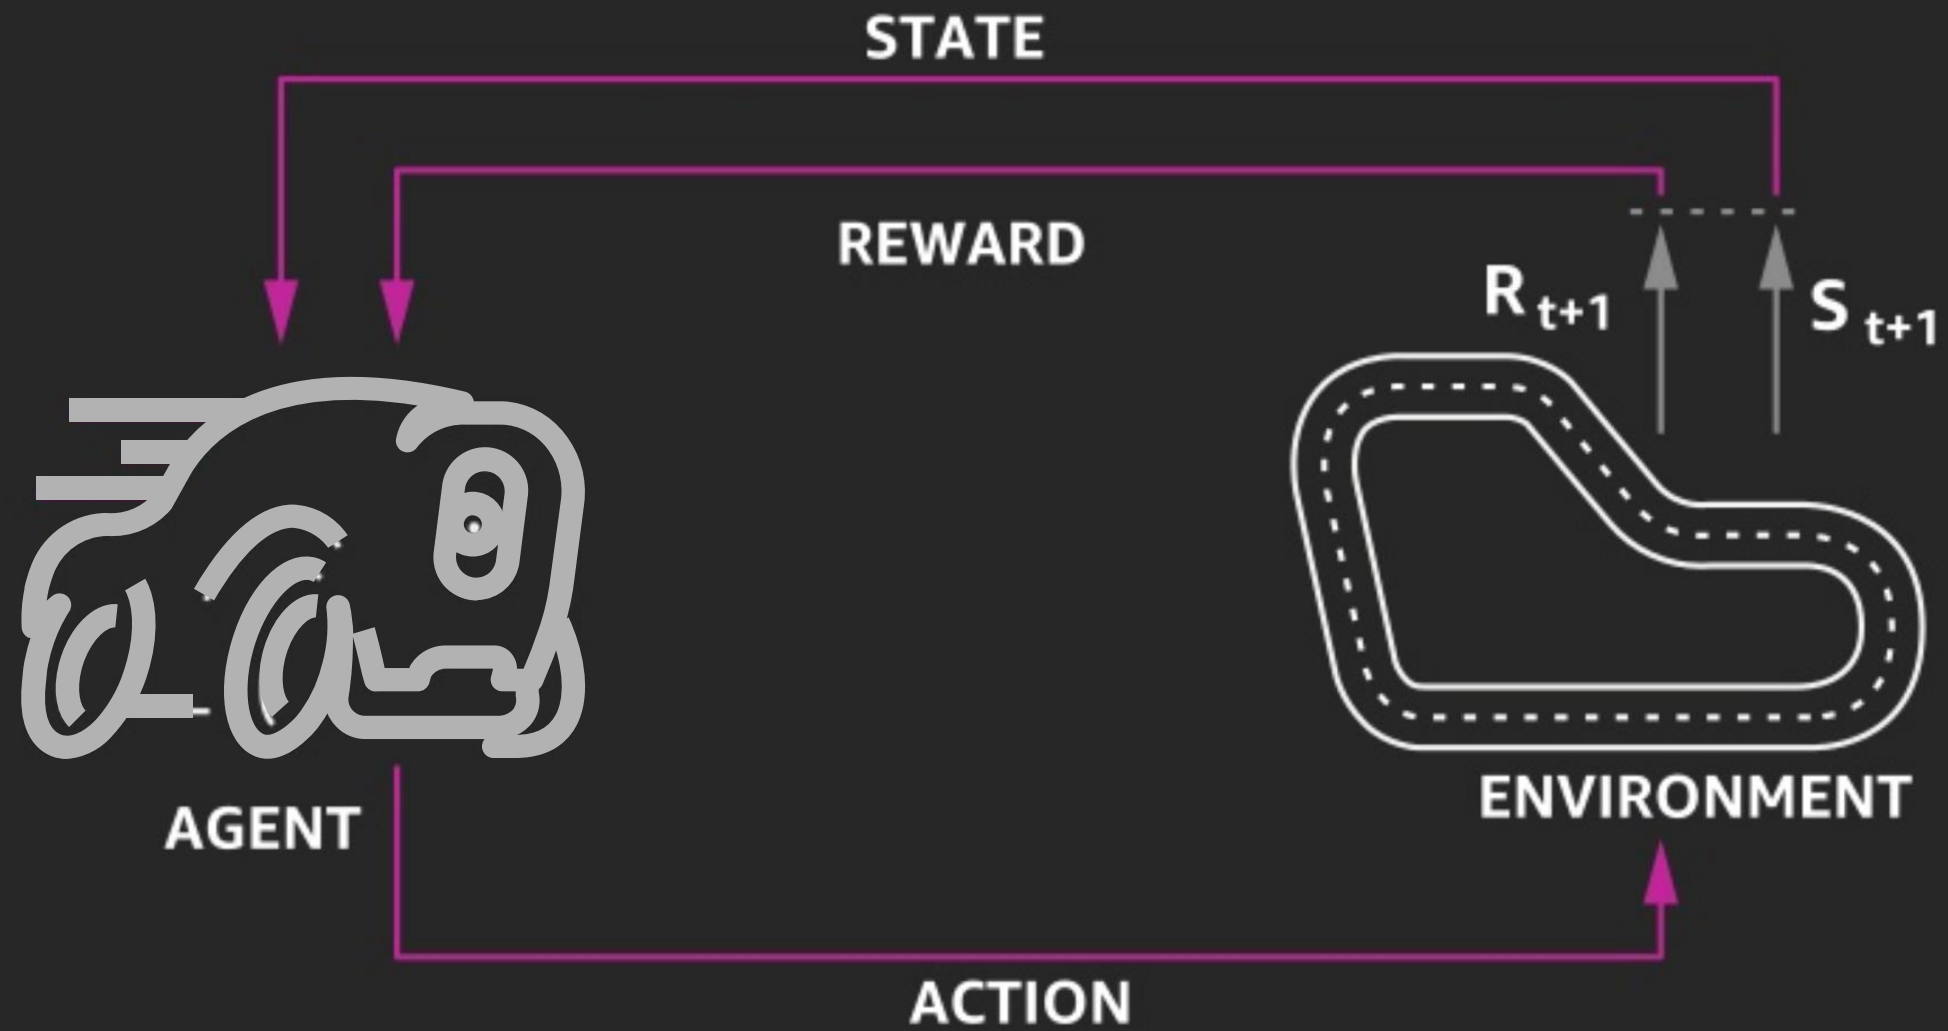 STATE
REWARD
R t+1
S t+1
AGENT
ENVIRONMENT
ACTION